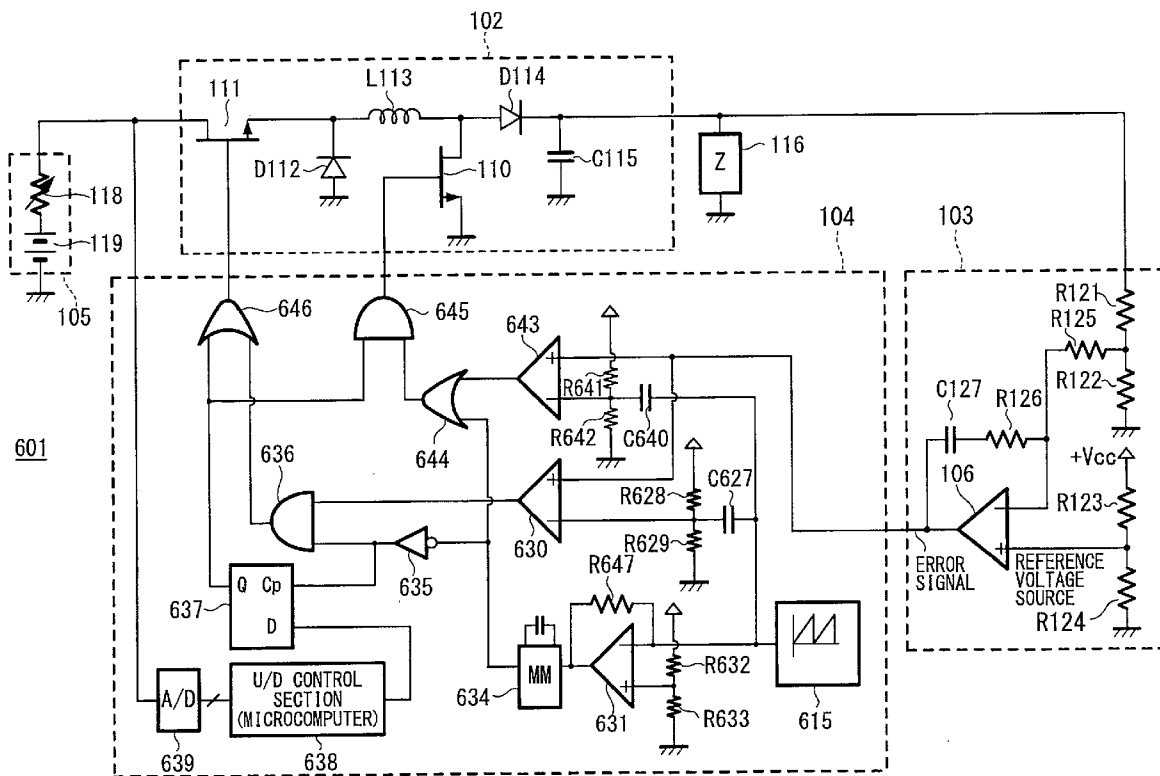 102
111
L113
D114
D112
110
C115
Z
116
118
119
105
104
103
646
645
643
R641
R642
C640
644
R121
R125
R122
C127
R126
+Vcc
106
R123
ERROR
SIGNAL
REFERENCE
VOLTAGE
SOURCE
R124
601
636
630
R628
C627
R629
635
637
Q Cp
D
R647
MM
634
631
R632
R633
615
A/D
639
U/D CONTROL
SECTION
(MICROCOMPUTER)
638